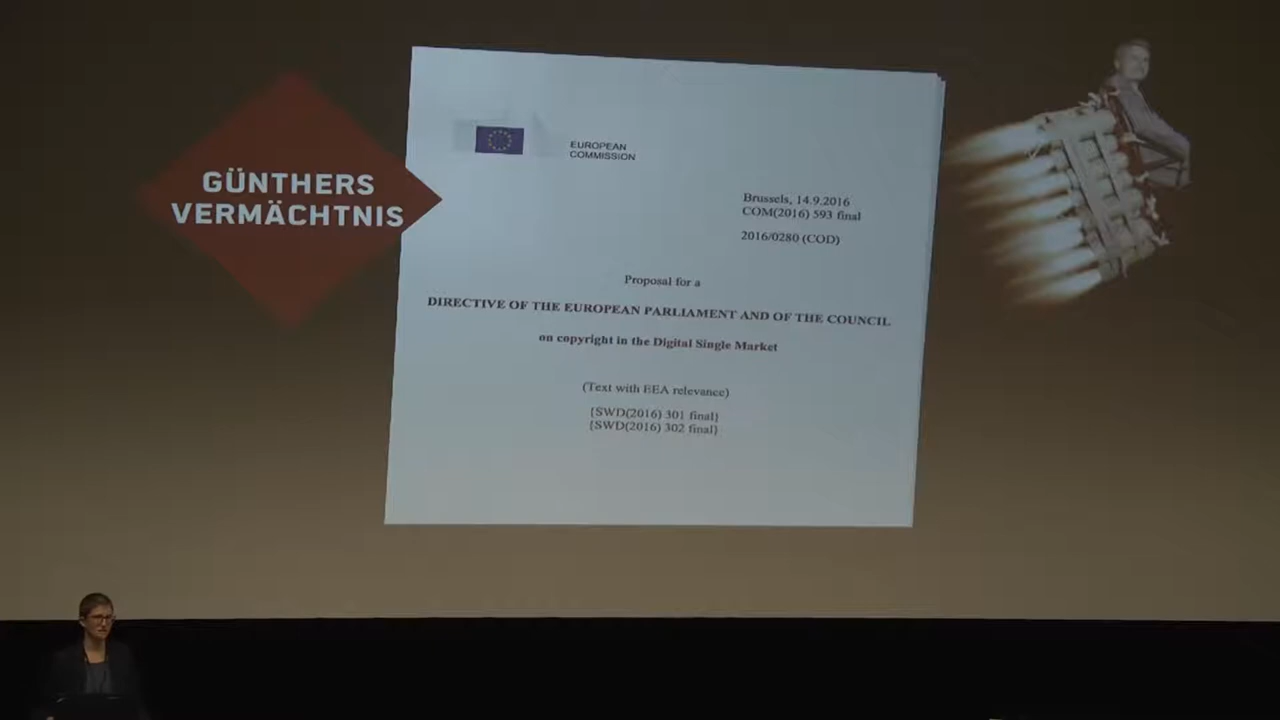 GÜNTHERS
VERMÄCHTNIS
EUROPEAN
COMMISSION
Brussels, 14.9.2016
COM(2016) 593 final
2016/0280 (COD)
Proposal for a
DIRECTIVE OF THE EUROPEAN PARLIAMENT AND OF THE COUNCIL
on copyright in the Digital Single Market
(Text with EEA relevance)
{SWD(2016) 301 final}
{SWD(2016) 302 final}